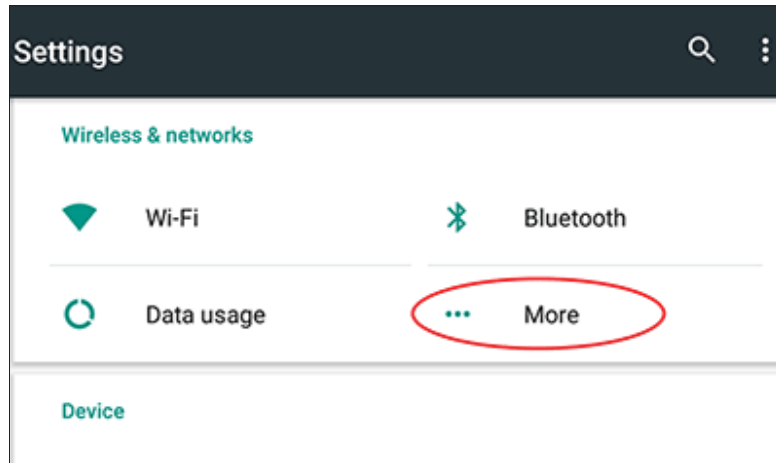 Settings
Wireless & networks
Wi-Fi
Bluetooth
Data usage
More
Device